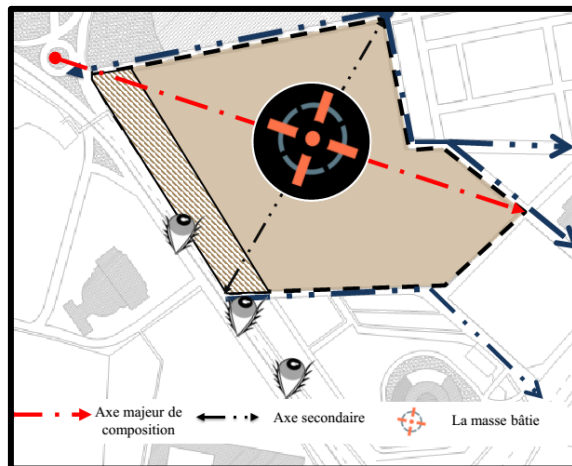 Axe majeur de
composition
Axe secondaire
La masse bâtie